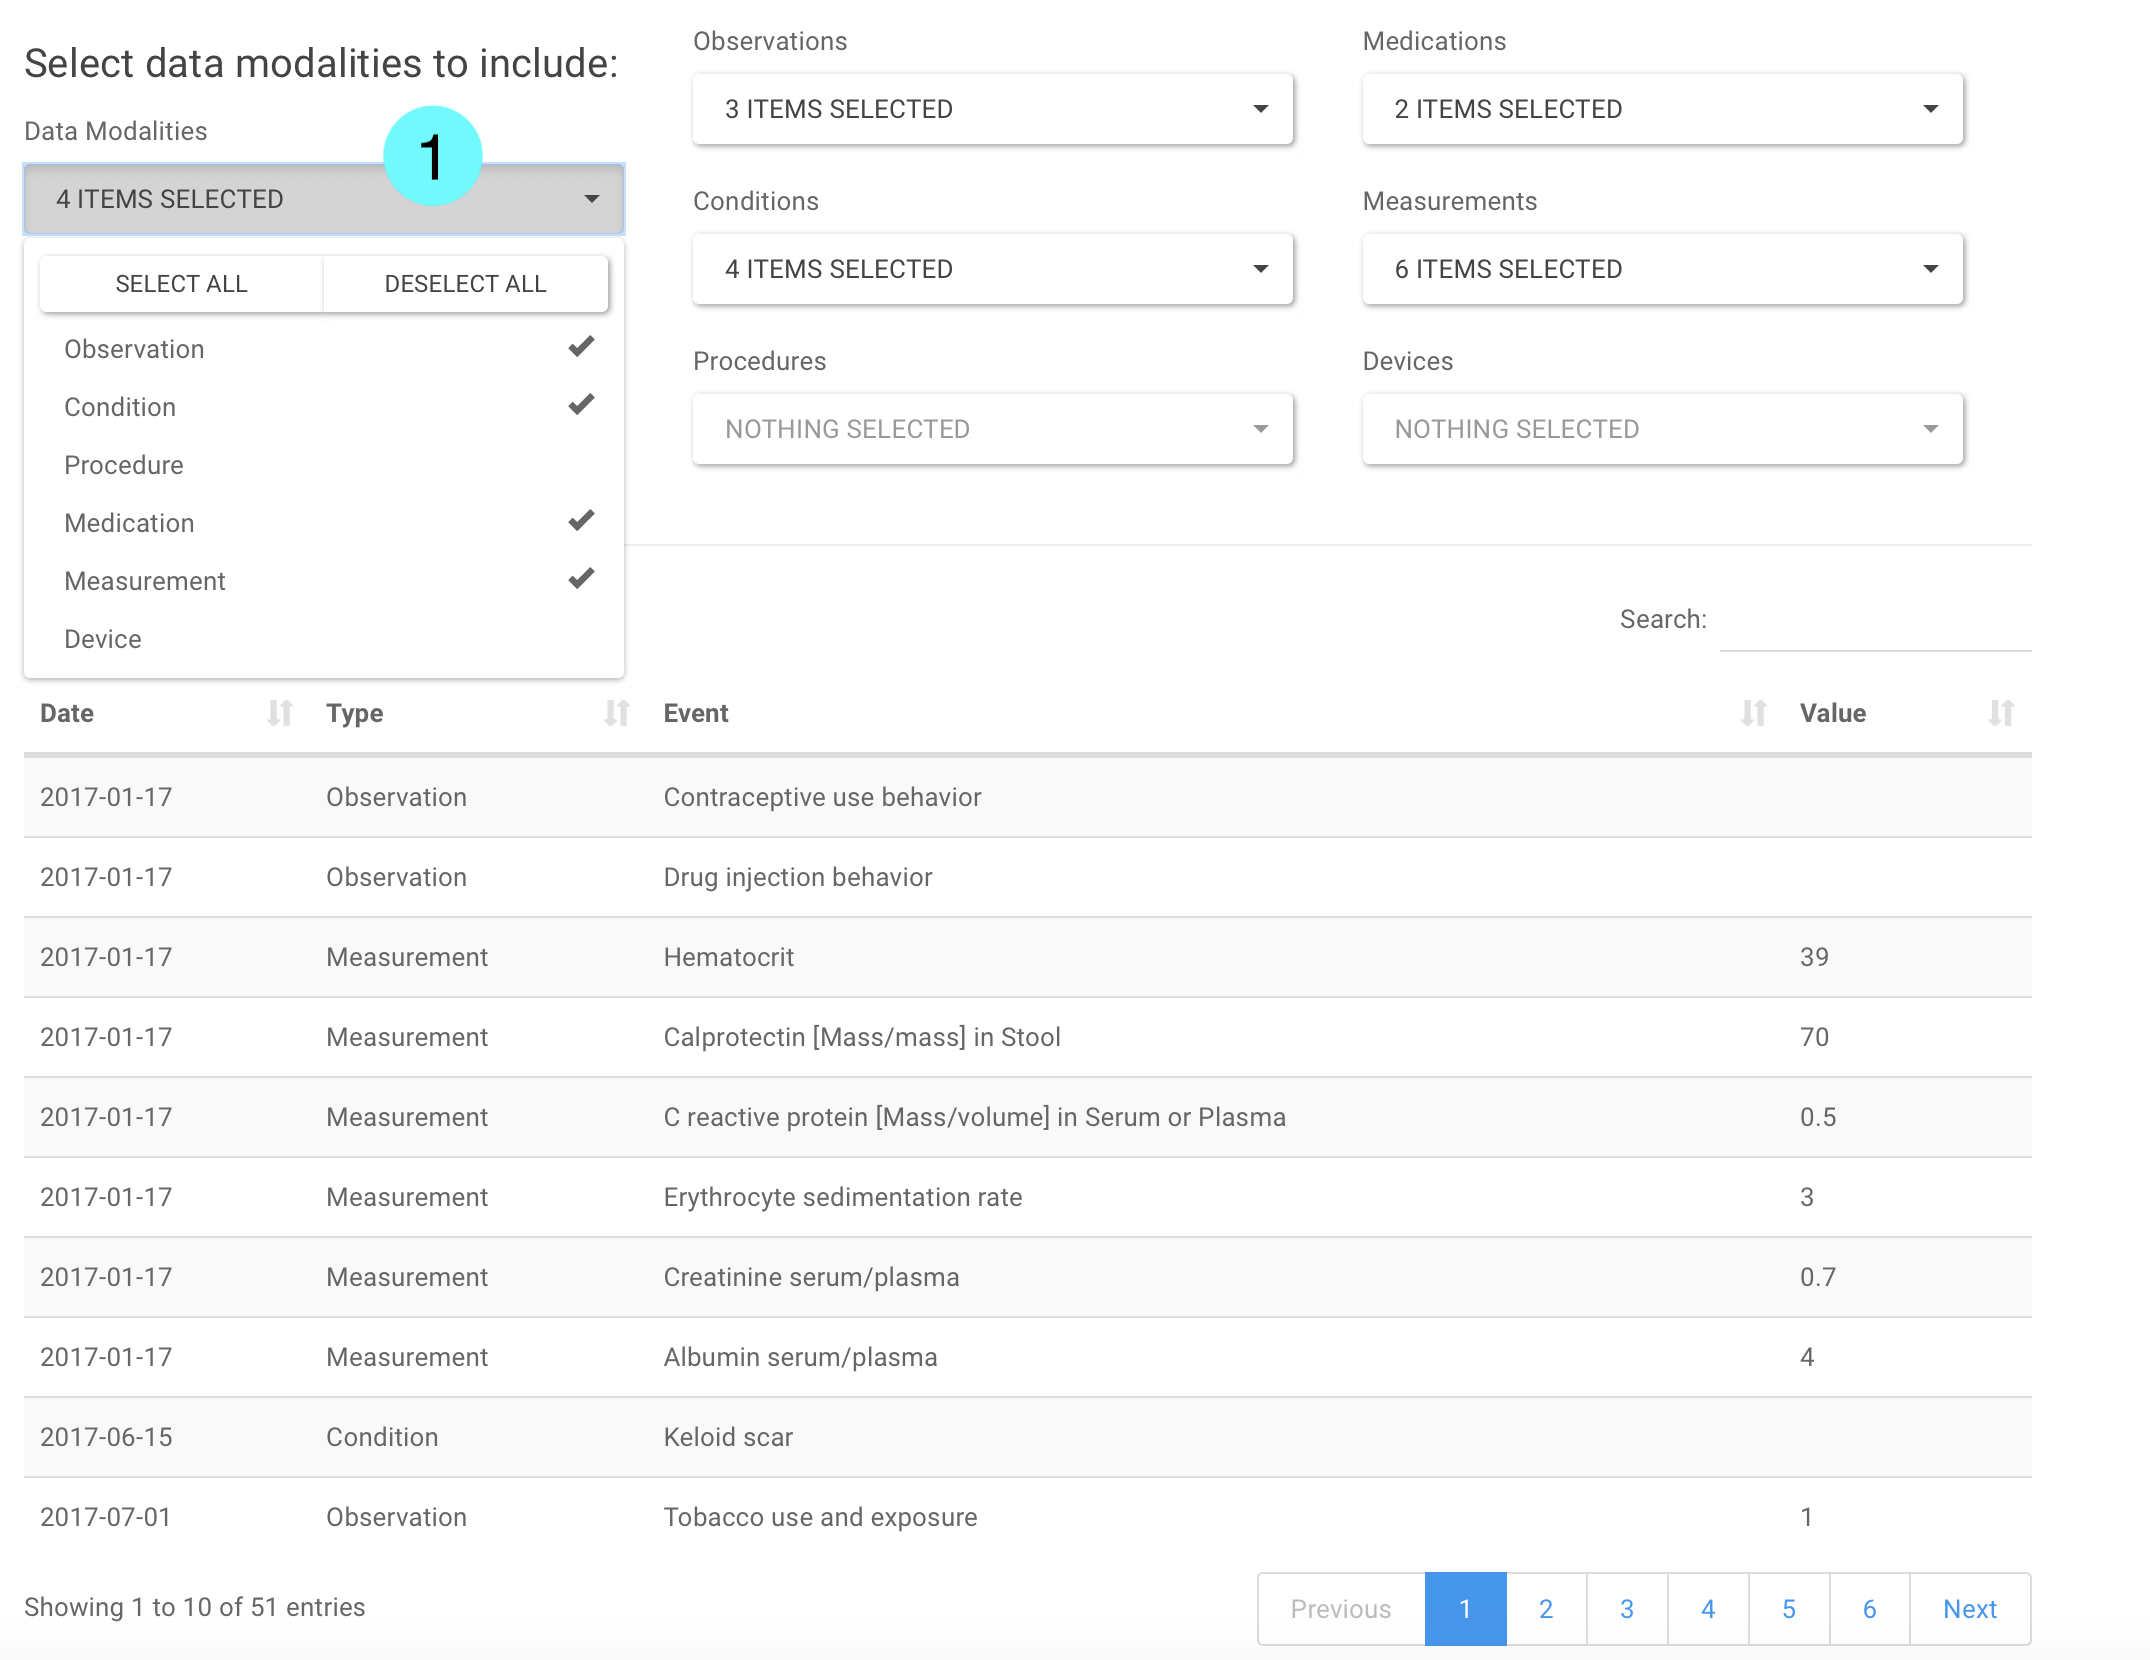 Select data modalities to include:
Data Modalities
1
4 ITEMS SELECTED
SELECT ALL DESELECT ALL
Observation
Condition
Procedure
Medication
Measurement
Device
Observations
3 ITEMS SELECTED
Medications
2 ITEMS SELECTED
Conditions
4 ITEMS SELECTED
Measurements
6 ITEMS SELECTED
Procedures
NOTHING SELECTED
Devices
NOTHING SELECTED
Search:
Date Type Event Value
2017-01-17 Observation Contraceptive use behavior
2017-01-17 Observation Drug injection behavior
2017-01-17 Measurement Hematocrit 39
2017-01-17 Measurement Calprotectin [Mass/mass] in Stool 70
2017-01-17 Measurement C reactive protein [Mass/volume] in Serum or Plasma 0.5
2017-01-17 Measurement Erythrocyte sedimentation rate 3
2017-01-17 Measurement Creatinine serum/plasma 0.7
2017-01-17 Measurement Albumin serum/plasma 4
2017-06-15 Condition Keloid scar
2017-07-01 Observation Tobacco use and exposure 1
Showing 1 to 10 of 51 entries
Previous 1 2 3 4 5 6 Next